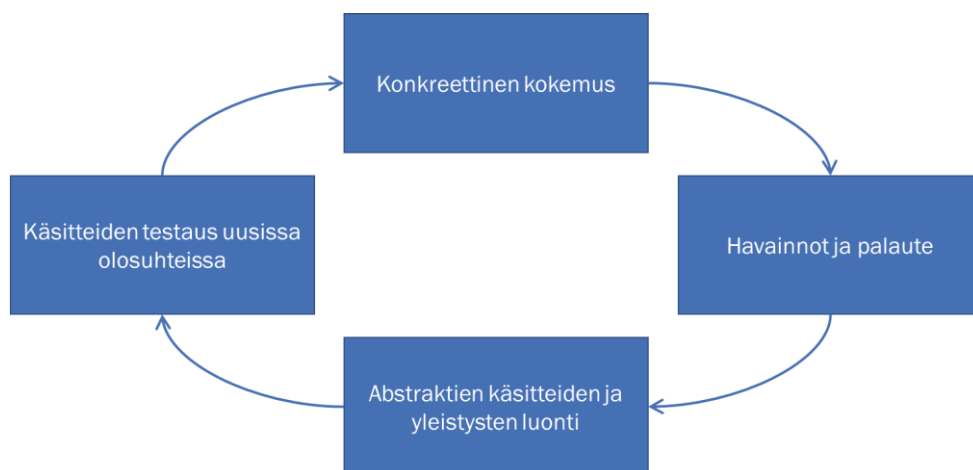 Konkreettinen kokemus
Käsitteiden testaus uusissa
olosuhteissa
Havainnot ja palaute
Abstraktien käsitteiden ja
yleistysten luonti